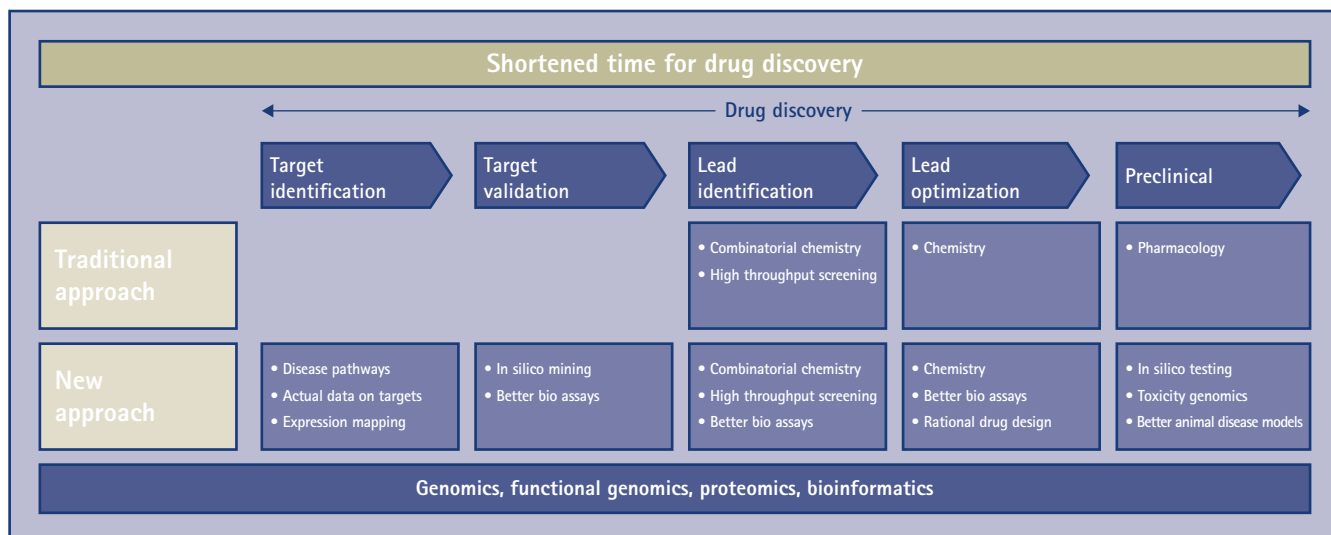 Shortened time for drug discovery
Drug discovery
Target
identification
Target
validation
Lead
identification
Lead
optimization
Preclinical
Traditional
approach
• Combinatorial chemistry
• High throughput screening
• Chemistry
• Pharmacology
New
approach
• Disease pathways
• Actual data on targets
• Expression mapping
• In silico mining
• Better bio assays
• Combinatorial chemistry
• High throughput screening
• Better bio assays
• Chemistry
• Better bio assays
• Rational drug design
• In silico testing
• Toxicity genomics
• Better animal disease models
Genomics, functional genomics, proteomics, bioinformatics